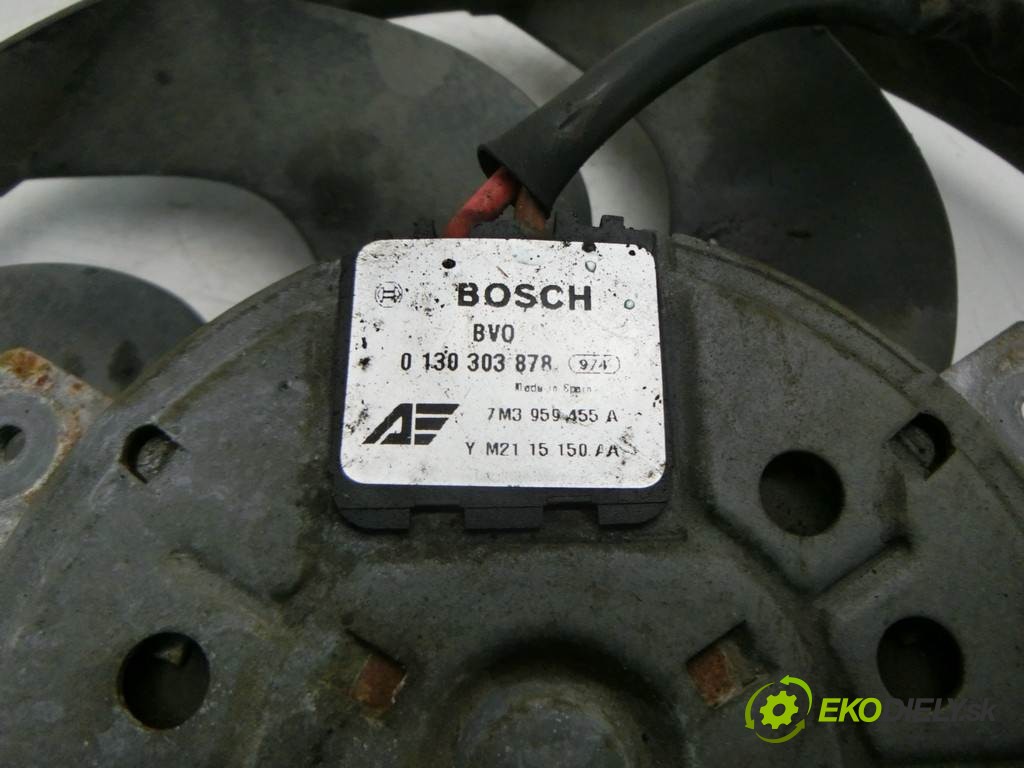 BOSCH
BVO
0 130 303 878 974
Made in Spain
AE 7M3 959 455 A
Y M21 15 150 AA
EKODIELY.sk